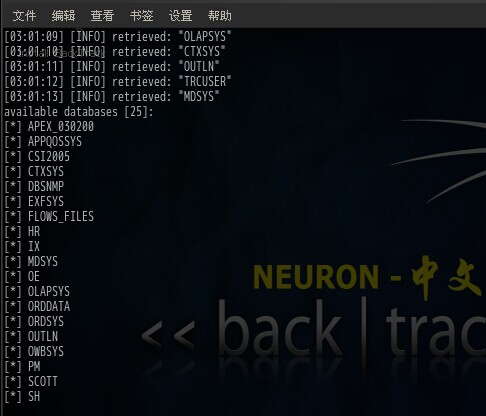 文件 编辑 查看 书签 设置 帮助
[03:01:09] [INFO] retrieved: "OLAPSYS"
[03:01:10] [INFO] retrieved: "CTXSYS"
[03:01:11] [INFO] retrieved: "OUTLN"
[03:01:12] [INFO] retrieved: "TRCUSER"
[03:01:13] [INFO] retrieved: "MDSYS"
available databases [25]:
[*] APEX_030200
[*] APPQOSSYS
[*] CSI2005
[*] CTXSYS
[*] DBSNMP
[*] EXFSYS
[*] FLOWS_FILES
[*] HR
[*] IX
[*] MDSYS
[*] OE
[*] OLAPSYS
[*] ORDDATA
[*] ORDSYS
[*] OUTLN
[*] OWBSYS
[*] PM
[*] SCOTT
[*] SH
NEURON - 中文
<< back | trac